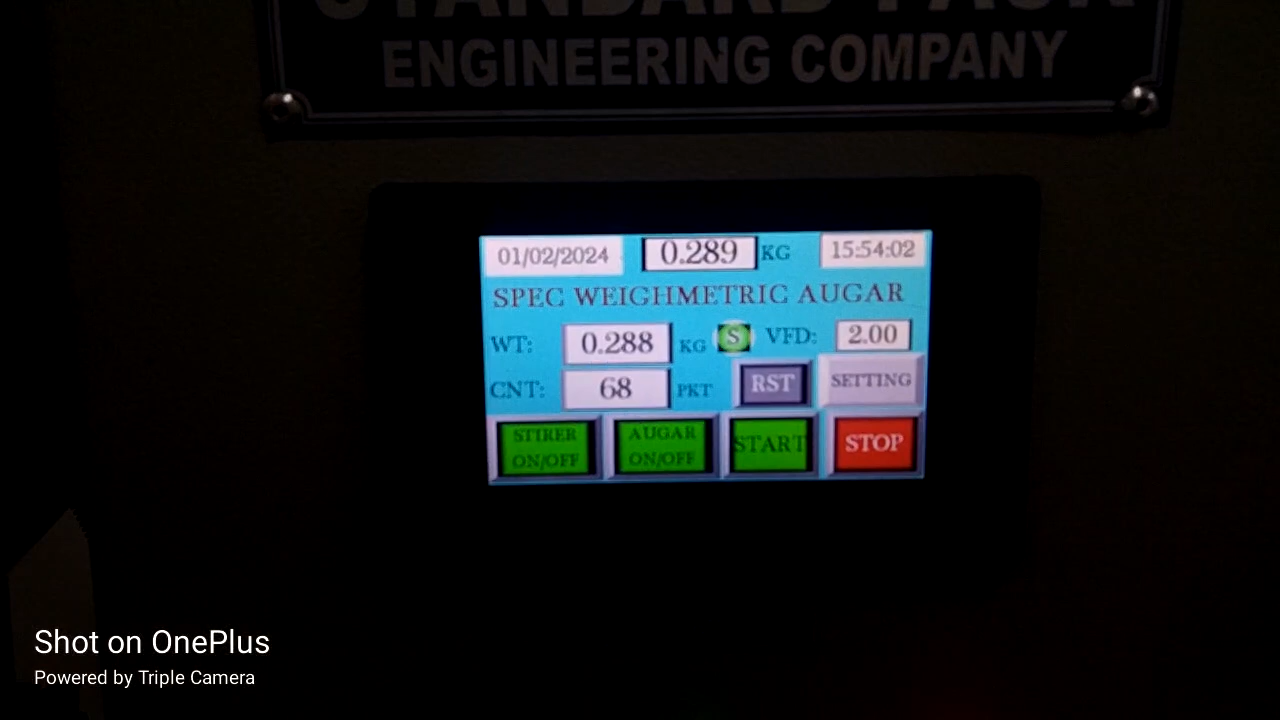 STANDARD PACK
ENGINEERING COMPANY
01/02/2024 0.289 KG 15:54:02
SPEC WEIGHMETRIC AUGAR
WT: 0.288 KG S VFD: 2.00
CNT: 68 PKT RST SETTING
STIRER ON/OFF AUGAR ON/OFF START STOP
Shot on OnePlus
Powered by Triple Camera